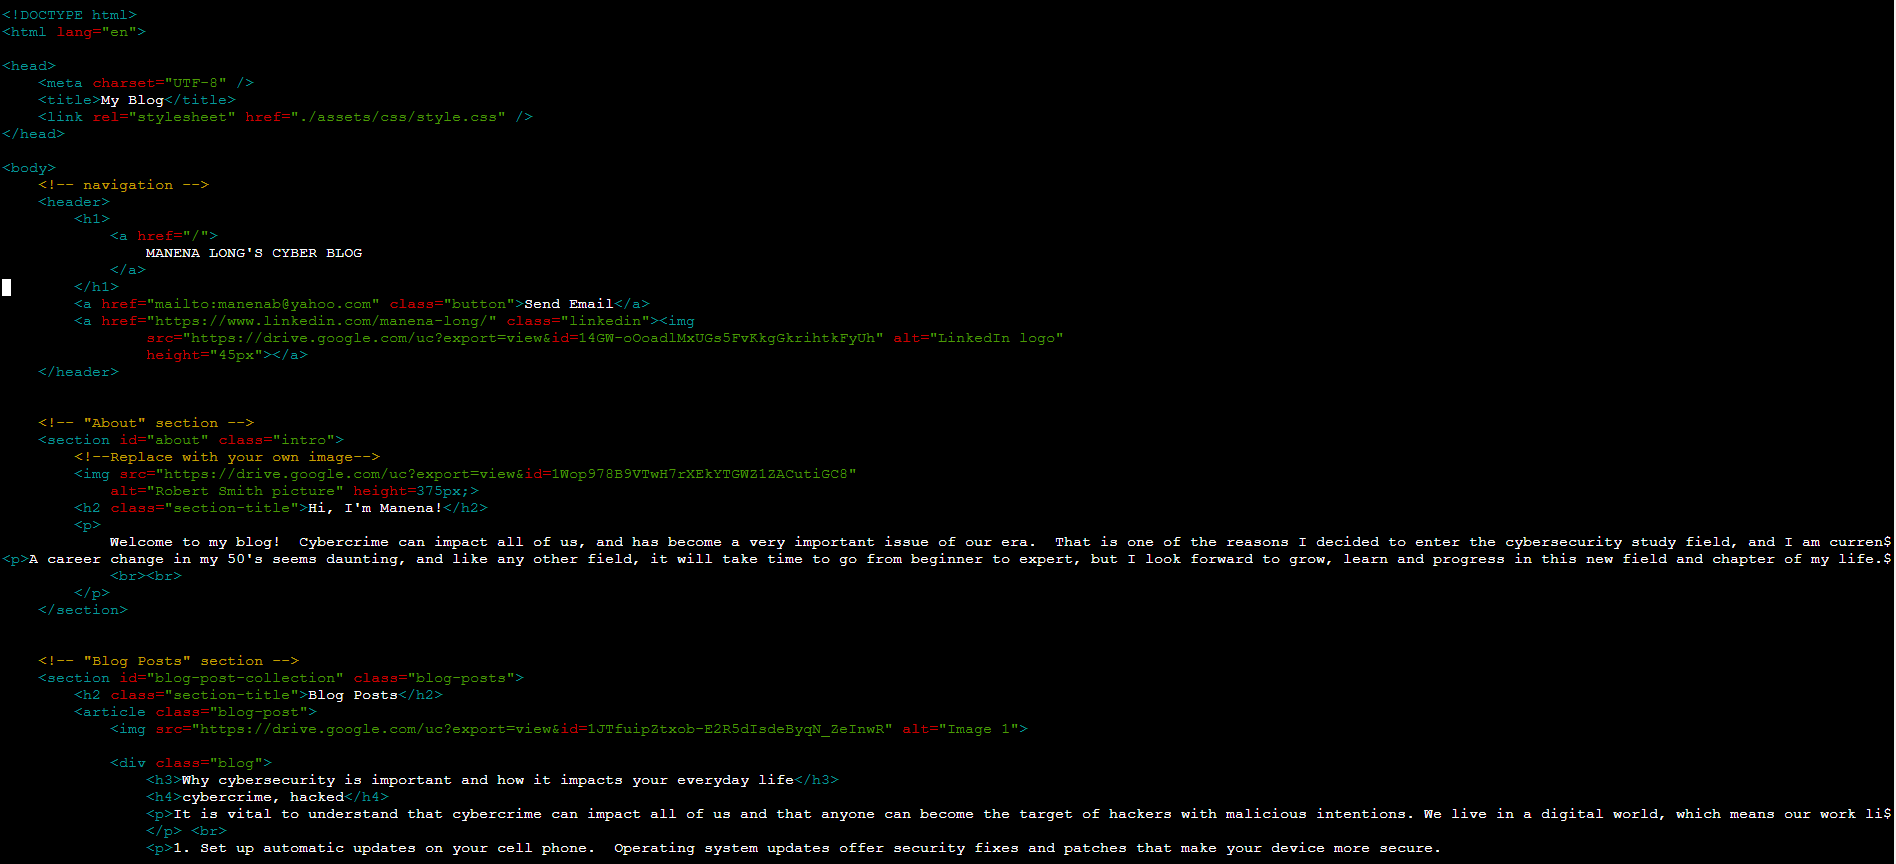 <!DOCTYPE html>
<html lang="en">
<head>
<meta charset="UTF-8" />
<title>My Blog</title>
<link rel="stylesheet" href="./assets/css/style.css" />
</head>
<body>
<!-- navigation -->
<header>
<h1>
<a href="/">
MANENA LONG'S CYBER BLOG
</a>
</h1>
<a href="mailto:manenab@yahoo.com" class="button">Send Email</a>
<a href="https://www.linkedin.com/manena-long/" class="linkedin"><img
src="https://drive.google.com/uc?export=view&id=14GW-oOoadlMxUGs5FvKkgGkrihtkFyUh" alt="LinkedIn logo"
height="45px"></a>
</header>
<!-- "About" section -->
<section id="about" class="intro">
<!--Replace with your own image-->
<img src="https://drive.google.com/uc?export=view&id=1Wop978B9VTwH7rXEkYTGWZ1ZACutiGC8"
alt="Robert Smith picture" height=375px;>
<h2 class="section-title">Hi, I'm Manena!</h2>
<p>
Welcome to my blog!  Cybercrime can impact all of us, and has become a very important issue of our era.  That is one of the reasons I decided to enter the cybersecurity study field, and I am curren$
<p>A career change in my 50's seems daunting, and like any other field, it will take time to go from beginner to expert, but I look forward to grow, learn and progress in this new field and chapter of my life.$
<br><br>
</p>
</section>
<!-- "Blog Posts" section -->
<section id="blog-post-collection" class="blog-posts">
<h2 class="section-title">Blog Posts</h2>
<article class="blog-post">
<img src="https://drive.google.com/uc?export=view&id=1JTfuipZtxob-E2R5dIsdeByqN_ZeInwR" alt="Image 1">
<div class="blog">
<h3>Why cybersecurity is important and how it impacts your everyday life</h3>
<h4>cybercrime, hacked</h4>
<p>It is vital to understand that cybercrime can impact all of us and that anyone can become the target of hackers with malicious intentions. We live in a digital world, which means our work li$
</p> <br>
<p>1. Set up automatic updates on your cell phone.  Operating system updates offer security fixes and patches that make your device more secure.